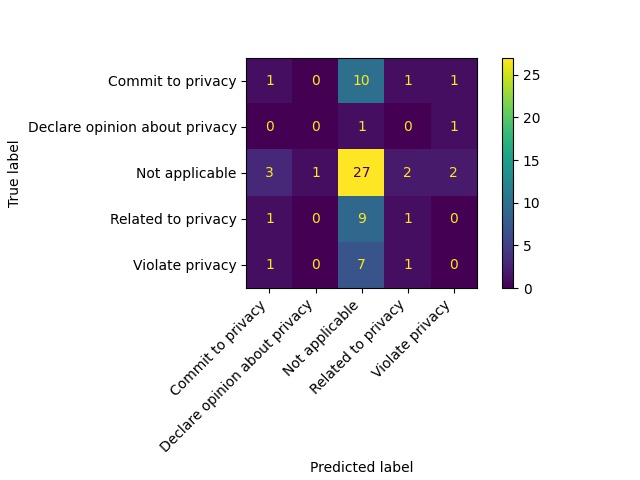 Commit to privacy 1 0 10 1 1
Declare opinion about privacy 0 0 1 0 1
Not applicable 3 1 27 2 2
Related to privacy 1 0 9 1 0
Violate privacy 1 0 7 1 0
True label
Commit to privacy
Declare opinion about privacy
Not applicable
Related to privacy
Violate privacy
Predicted label
25
20
15
10
5
0